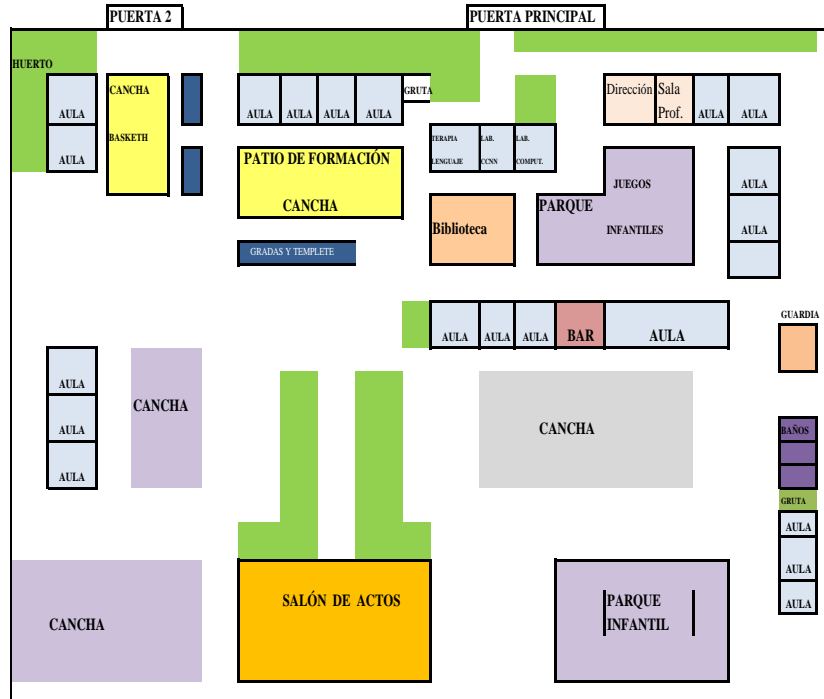 PUERTA 2
PUERTA PRINCIPAL
HUERTO
AULA
AULA
CANCHA
BASKETH
AULA
AULA
AULA
AULA
GRUTA
Dirección
Sala
Prof.
AULA
AULA
TERAPIA
LENGUAJE
LAB.
CCNN
LAB.
COMPUT.
PATIO DE FORMACIÓN
CANCHA
JUEGOS
PARQUE
INFANTILES
AULA
AULA
Biblioteca
GRADAS Y TEMPLETE
AULA
AULA
AULA
BAR
AULA
GUARDIA
AULA
AULA
AULA
CANCHA
CANCHA
BAÑOS
GRUTA
AULA
AULA
AULA
CANCHA
SALÓN DE ACTOS
PARQUE
INFANTIL